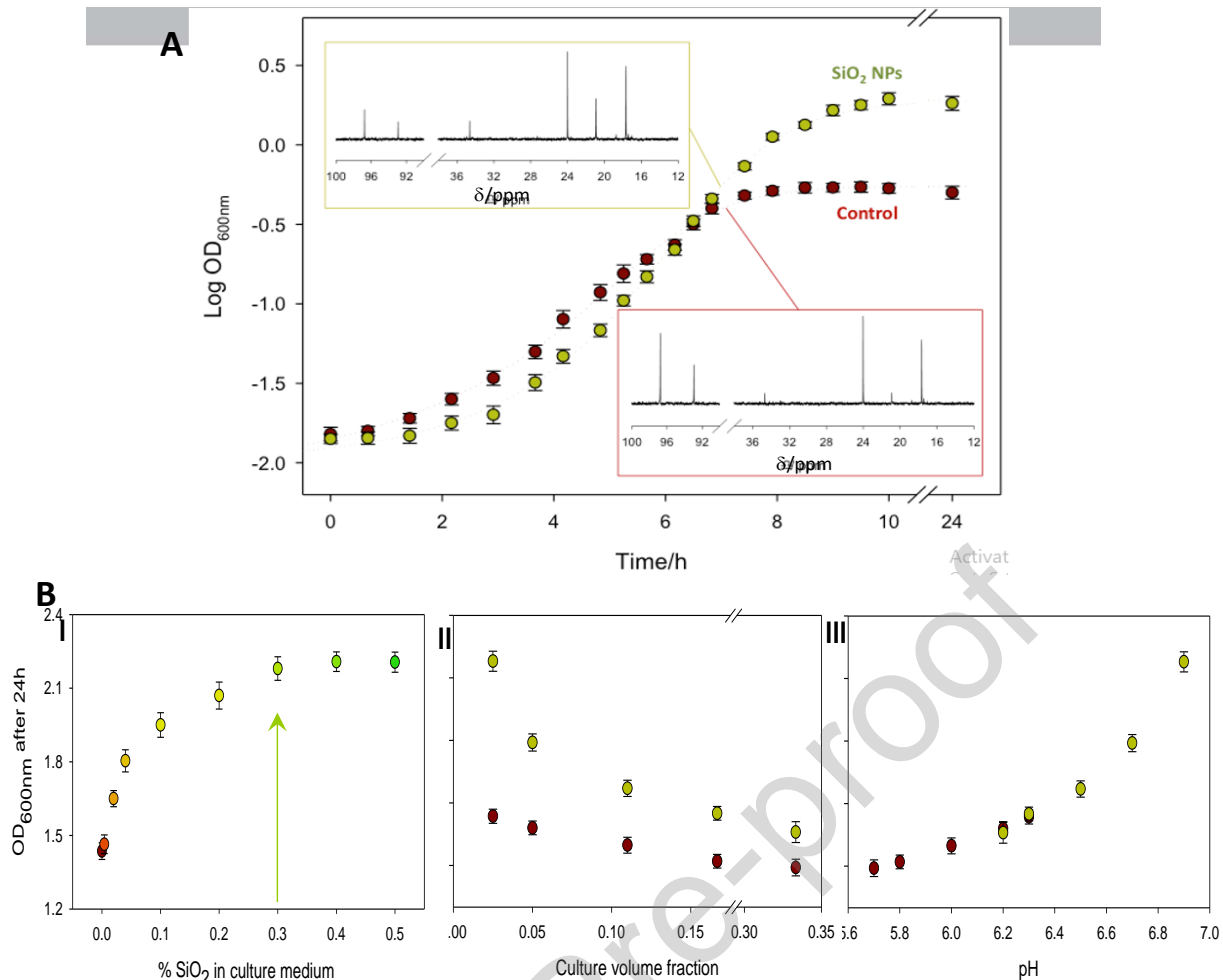 A
0.5
0.0
-0.5
-1.0
-1.5
-2.0
Log OD600nm
SiO2 NPs
Control
100 96 92 36 32 28 24 20 16 12
δ/ppm
100 96 92 36 32 28 24 20 16 12
δ/ppm
0 2 4 6 8 10 24
Time/h
Activat
B
I
2.4
2.1
1.8
1.5
1.2
OD600nm after 24h
0.0 0.1 0.2 0.3 0.4 0.5
% SiO2 in culture medium
II
.00 0.05 0.10 0.15 0.30 0.35
Culture volume fraction
III
5.6 5.8 6.0 6.2 6.4 6.6 6.8 7.0
pH
re-proof